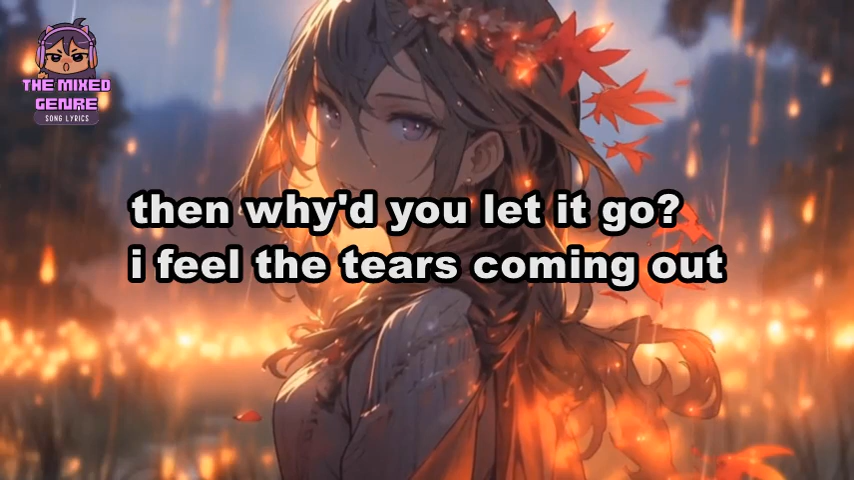 THE MIXED
GENRE
SONG LYRICS
then why'd you let it go?
i feel the tears coming out